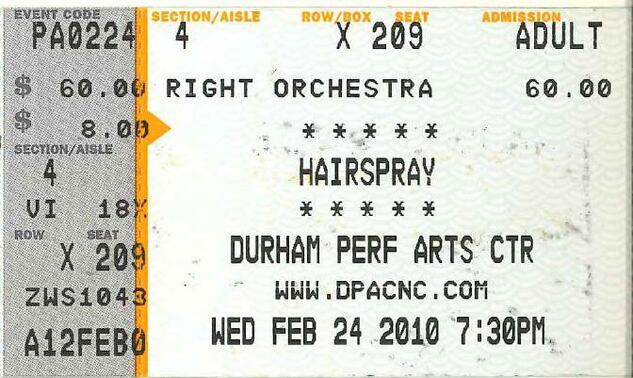 EVENT CODE SECTION/AISLE ROW/BOX SEAT ADMISSION
PA0224 4 X 209 ADULT
$ 60.00 RIGHT ORCHESTRA 60.00
$ 8.00 * * * * *
SECTION/AISLE
4 HAIRSPRAY
VI 18X * * * * *
ROW SEAT
X 209 DURHAM PERF ARTS CTR
ZWS1043 WWW.DPACNC.COM
A12FEB0 WED FEB 24 2010 7:30PM